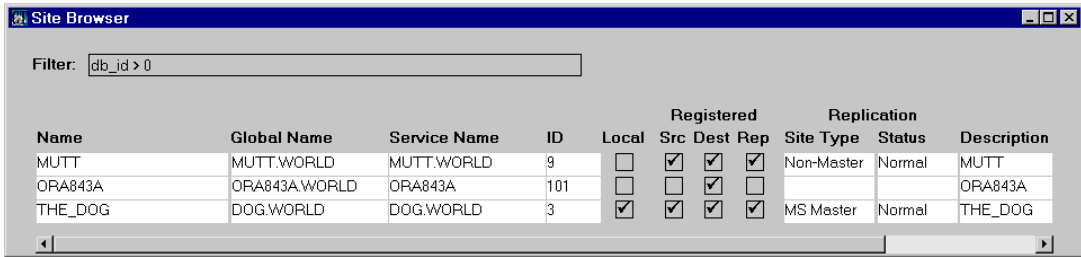 Site Browser
Filter: db_id > 0
Registered Replication
Name Global Name Service Name ID Local Src Dest Rep Site Type Status Description
MUTT MUTT.WORLD MUTT.WORLD 9 Non-Master Normal MUTT
ORA843A ORA843A.WORLD ORA843A 101 ORA843A
THE_DOG DOG.WORLD DOG.WORLD 3 MS Master Normal THE_DOG